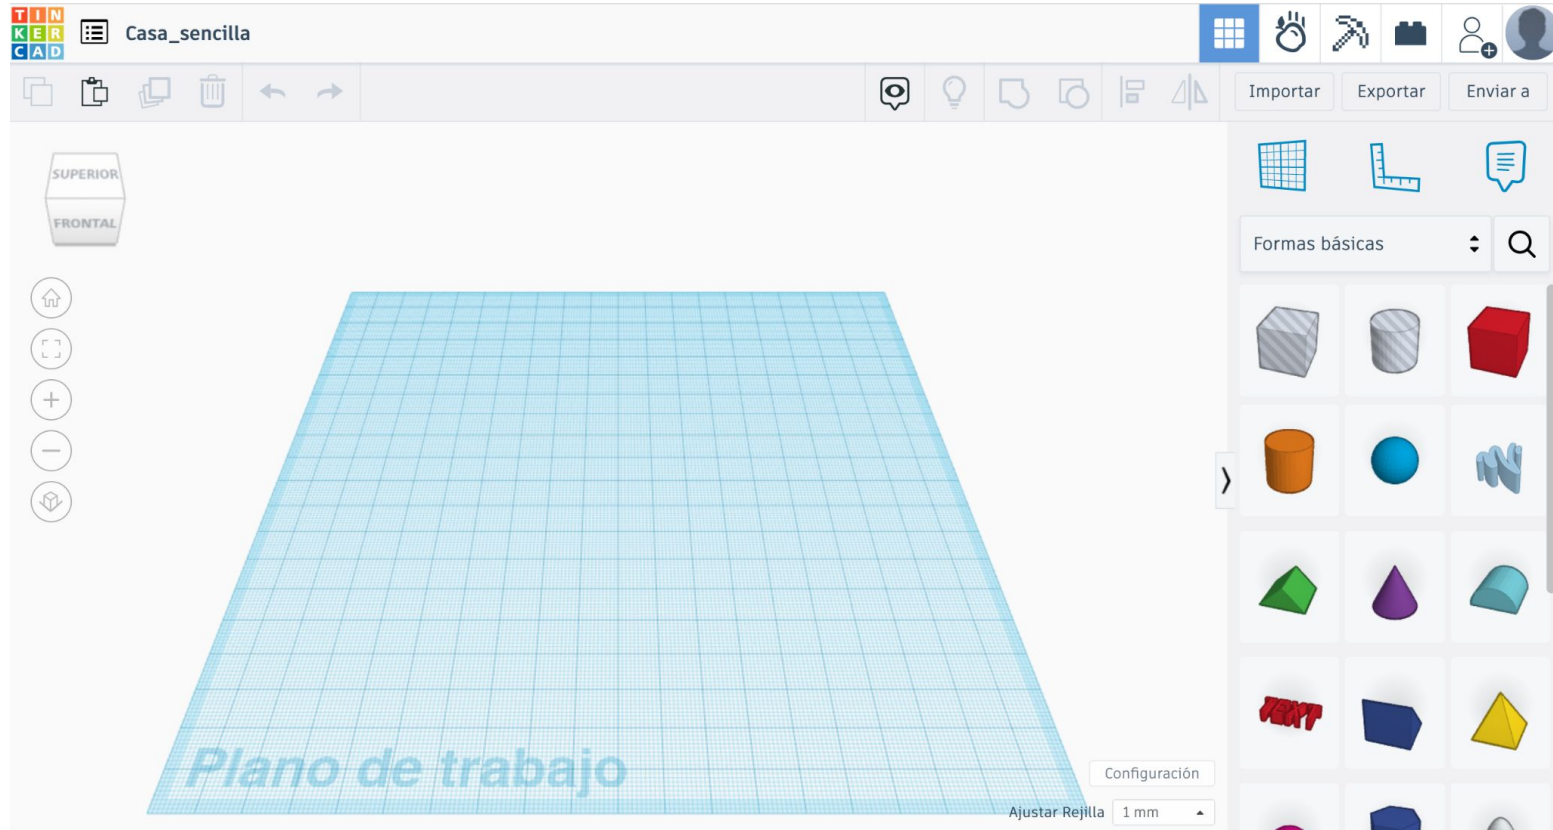 TIN
KER
CAD
Casa_sencilla
Importar
Exportar
Enviar a
SUPERIOR
FRONTAL
Formas básicas
TEXT
Plano de trabajo
Configuración
Ajustar Rejilla
1 mm